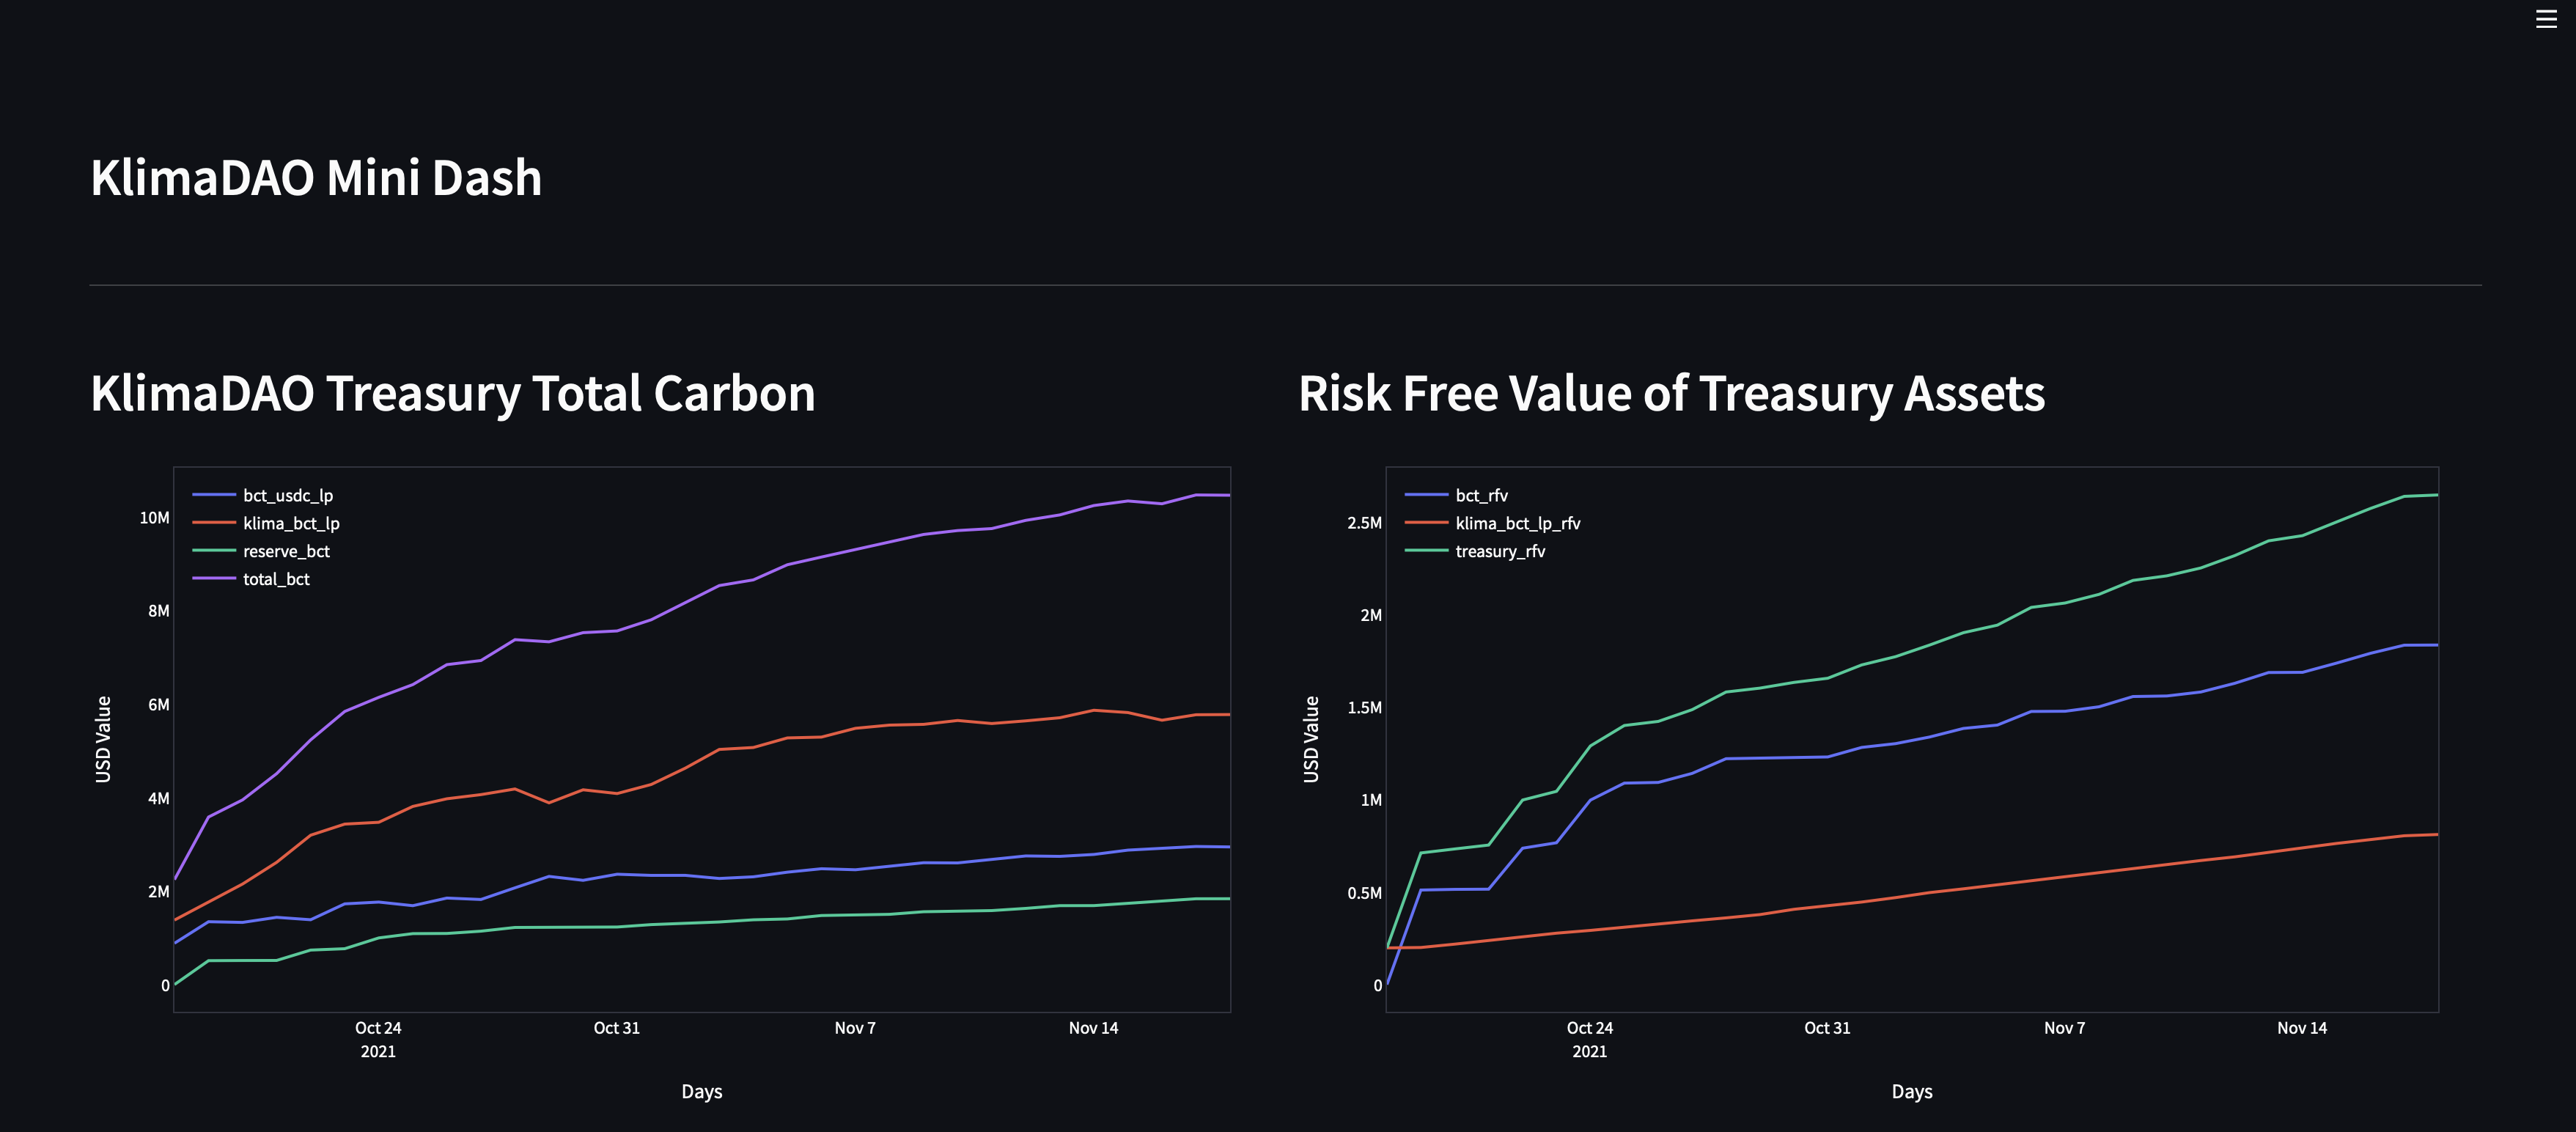 KlimaDAO Mini Dash
KlimaDAO Treasury Total Carbon
bct_usdc_lp
klima_bct_lp
reserve_bct
total_bct
10M
8M
6M
4M
2M
0
USD Value
Oct 24
2021
Oct 31
Nov 7
Nov 14
Days
Risk Free Value of Treasury Assets
bct_rfv
klima_bct_lp_rfv
treasury_rfv
2.5M
2M
1.5M
1M
0.5M
0
USD Value
Oct 24
2021
Oct 31
Nov 7
Nov 14
Days